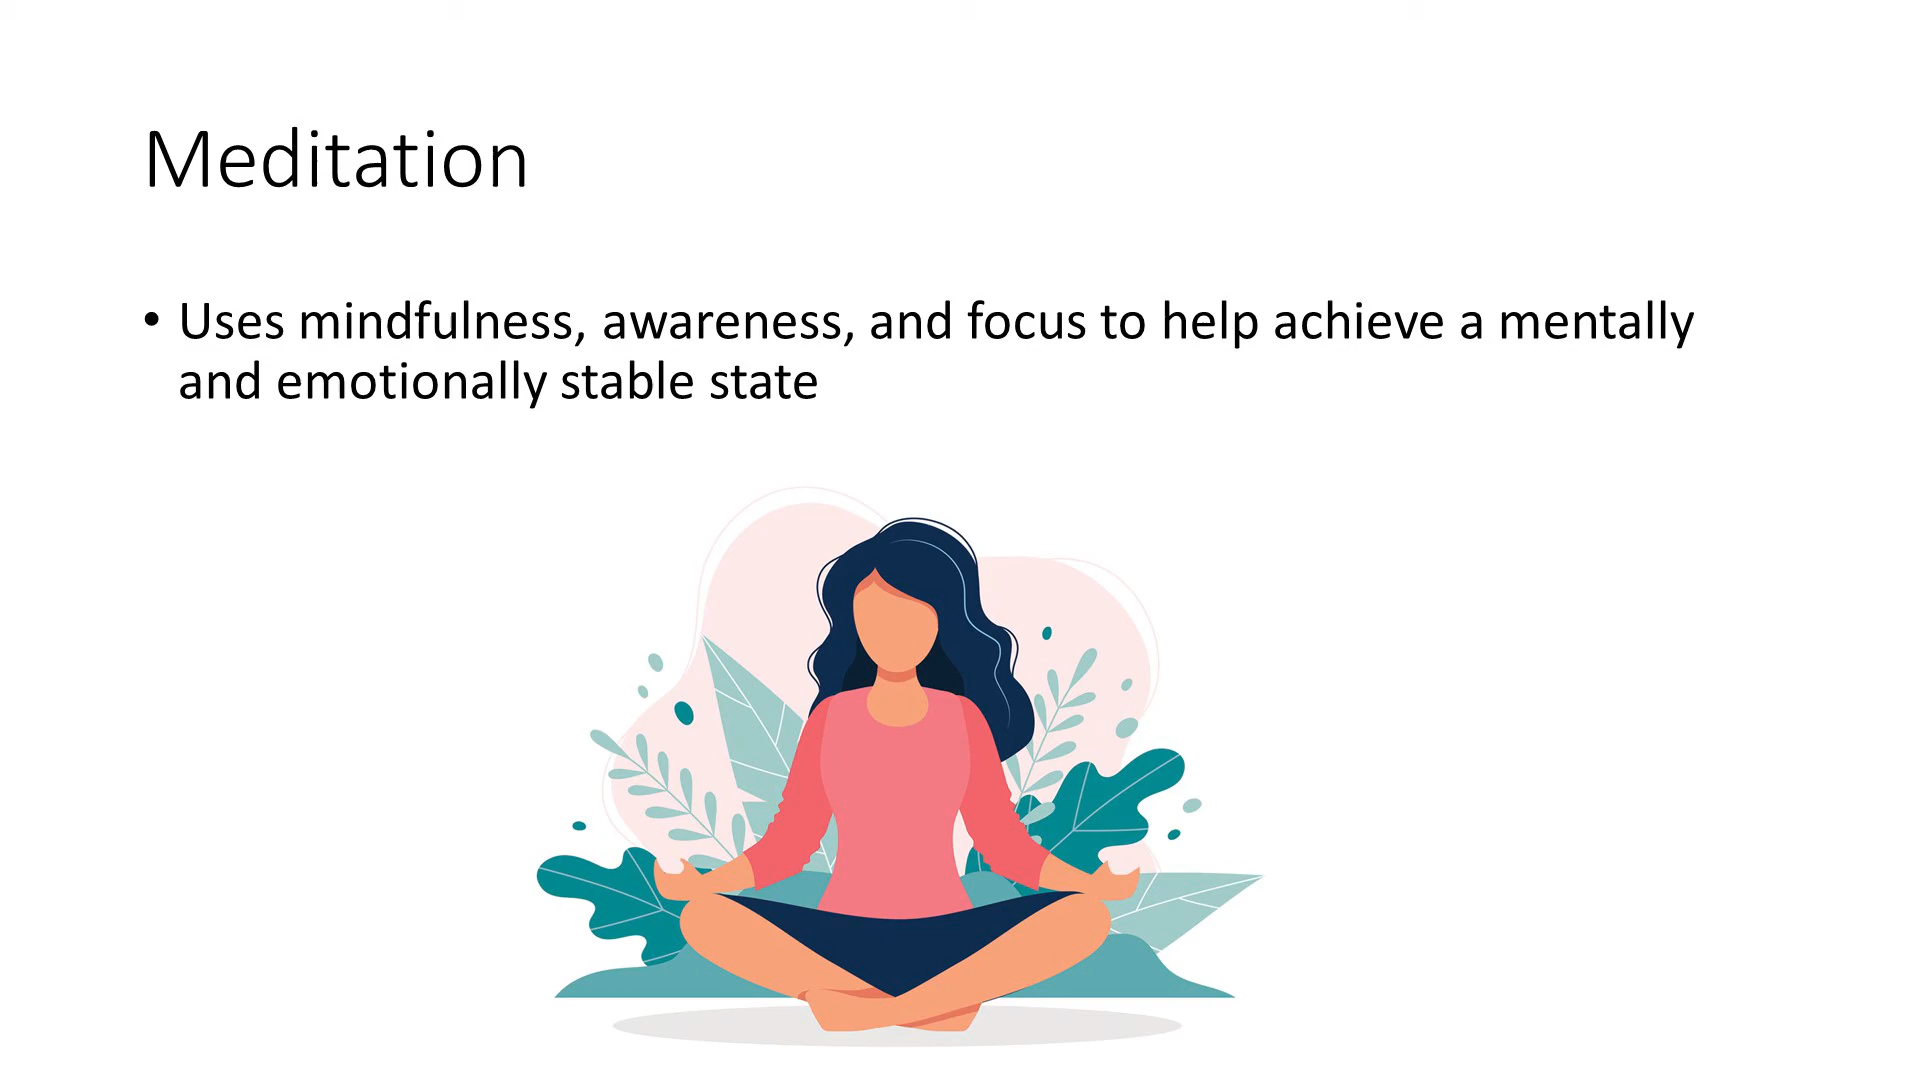 Meditation
• Uses mindfulness, awareness, and focus to help achieve a mentally
and emotionally stable state